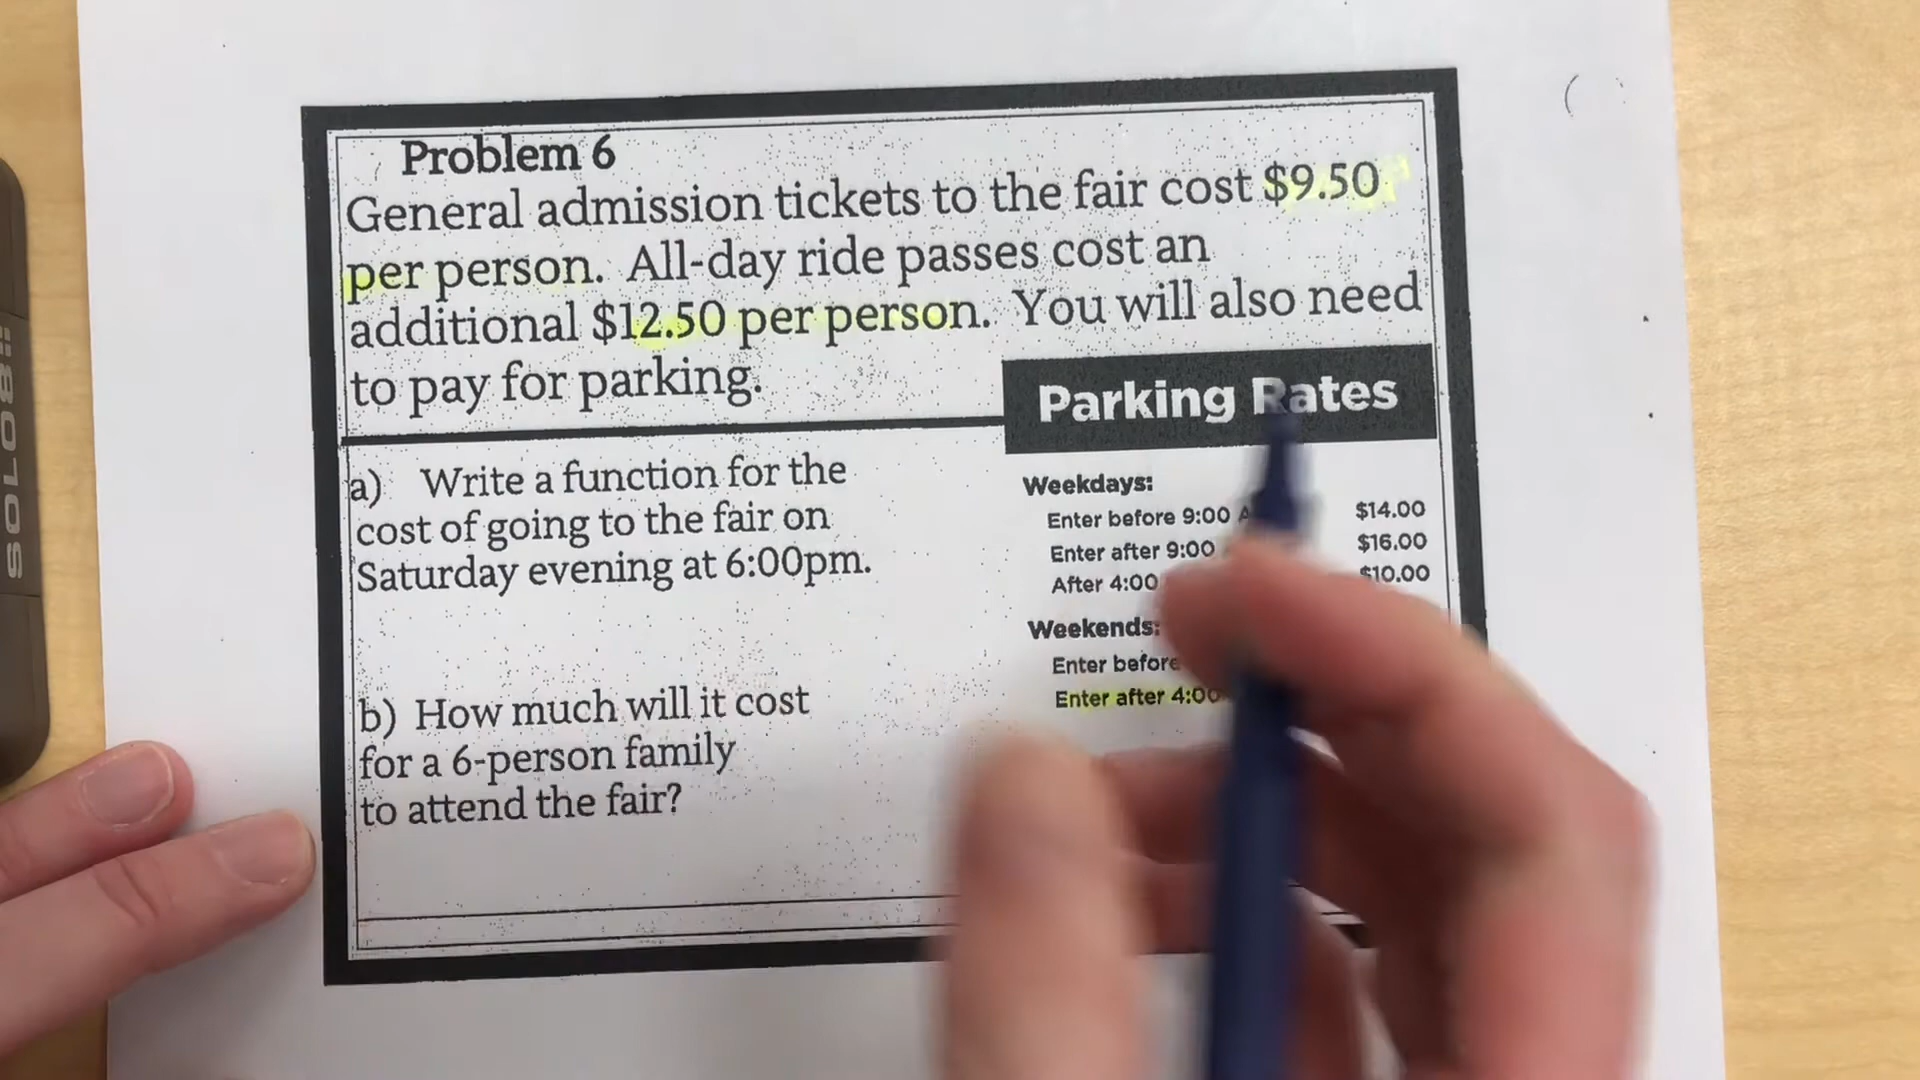 Problem 6
General admission tickets to the fair cost $9.50
per person. All-day ride passes cost an
additional $12.50 per person. You will also need
to pay for parking.
Parking Rates
a) Write a function for the
cost of going to the fair on
Saturday evening at 6:00pm.
b) How much will it cost
for a 6-person family
to attend the fair?
Weekdays:
Enter before 9:00 $14.00
Enter after 9:00 $16.00
After 4:00 $10.00
Weekends:
Enter before
Enter after 4:00
SOLO8